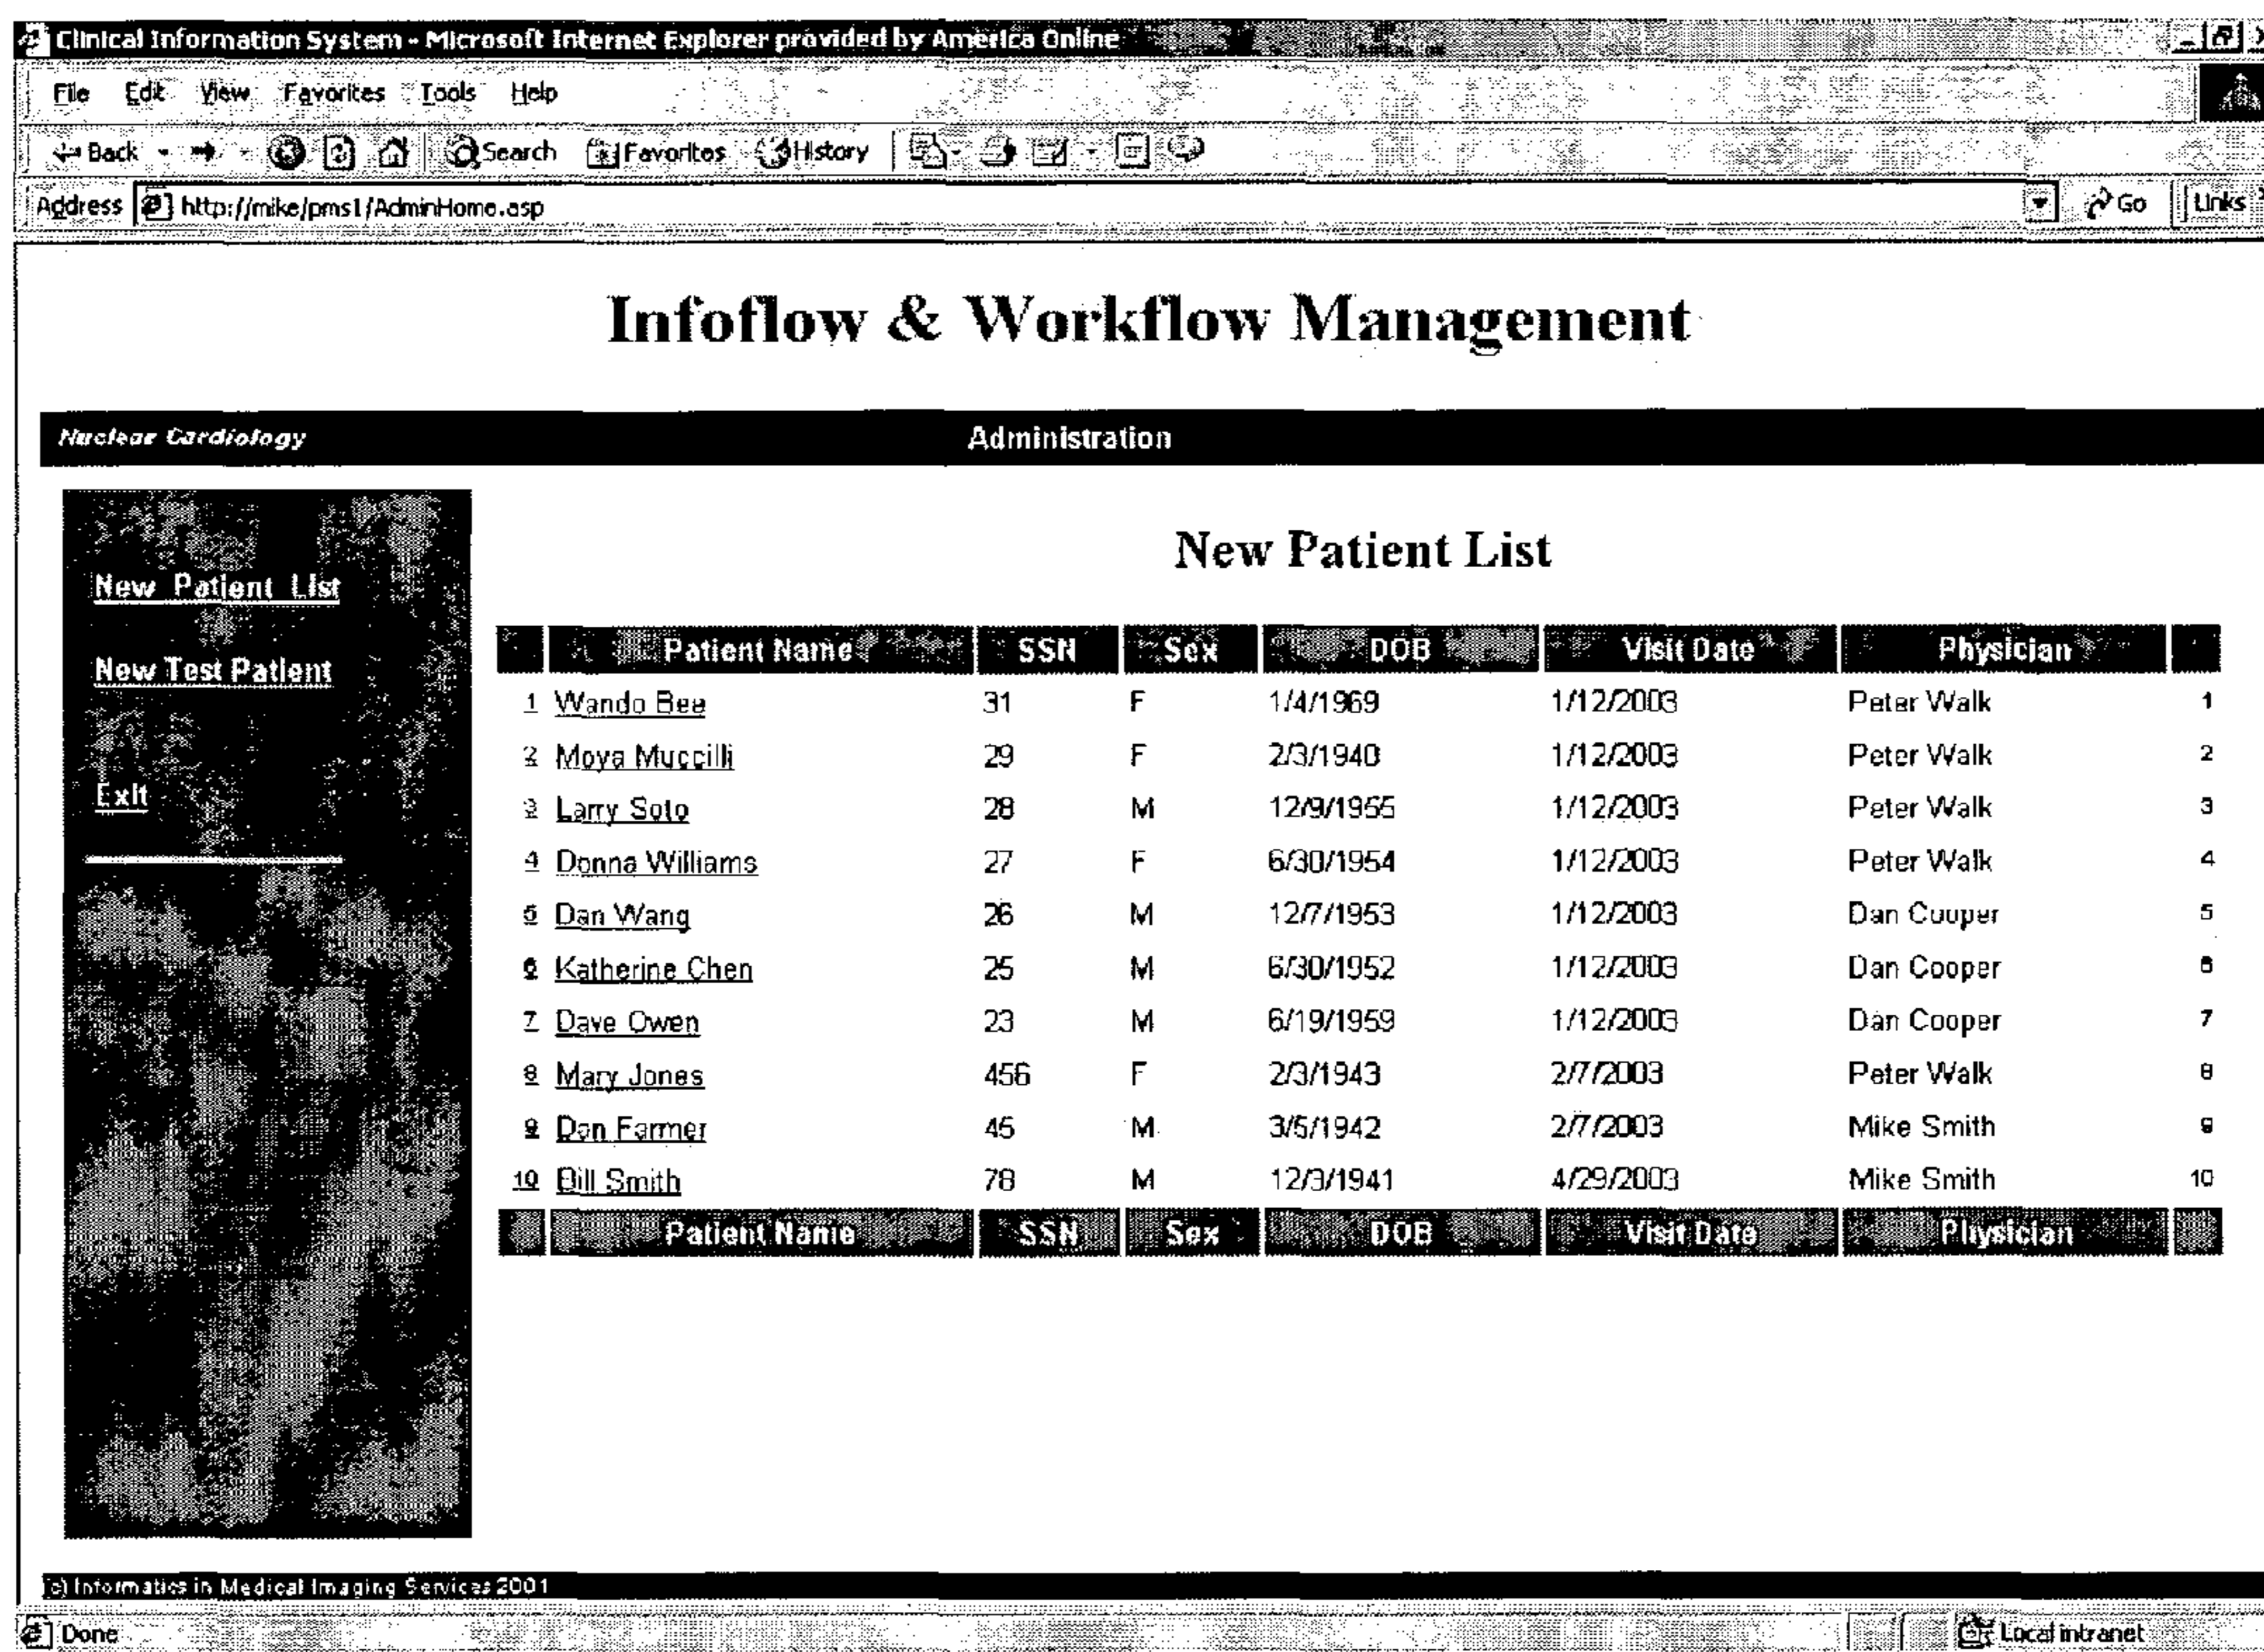 Clinical Information System - Microsoft Internet Explorer provided by America Online
File Edit View Favorites Tools Help
Back Search Favorites History
Address http://mike/pms1/AdminHome.asp Go Links
Infoflow & Workflow Management
Nuclear Cardiology Administration
New Patient List
New Test Patient
Exit
New Patient List
Patient Name SSN Sex DOB Visit Date Physician
1 Wando Bee 31 F 1/4/1969 1/12/2003 Peter Walk 1
2 Moya Muccilli 29 F 2/3/1940 1/12/2003 Peter Walk 2
3 Larry Soto 28 M 12/9/1955 1/12/2003 Peter Walk 3
4 Donna Williams 27 F 6/30/1954 1/12/2003 Peter Walk 4
5 Dan Wang 26 M 12/7/1953 1/12/2003 Dan Cooper 5
6 Katherine Chen 25 M 6/30/1952 1/12/2003 Dan Cooper 6
7 Dave Owen 23 M 6/19/1959 1/12/2003 Dan Cooper 7
8 Mary Jones 456 F 2/3/1943 2/7/2003 Peter Walk 8
9 Dan Farmer 45 M 3/5/1942 2/7/2003 Mike Smith 9
10 Bill Smith 78 M 12/3/1941 4/29/2003 Mike Smith 10
Patient Name SSN Sex DOB Visit Date Physician
(c) Informatics in Medical Imaging Services 2001
Done Local intranet